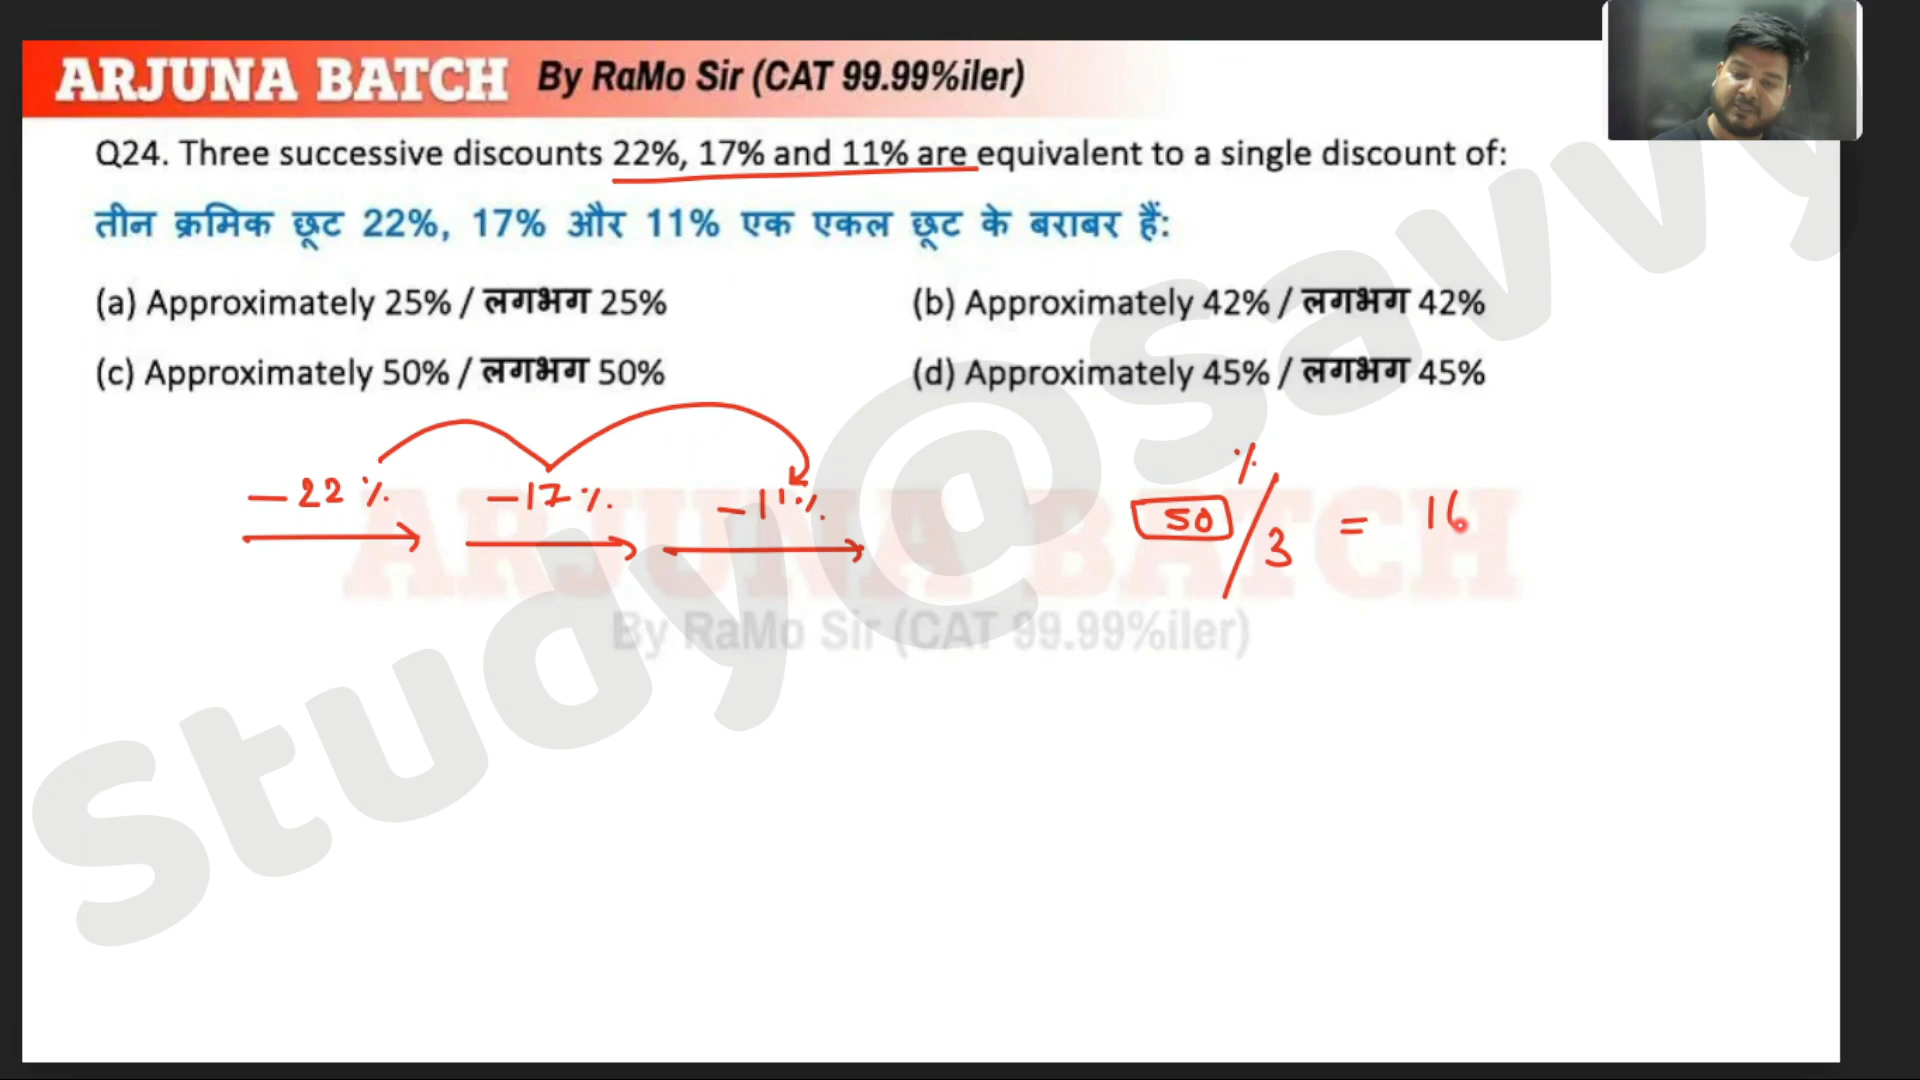 ARJUNA BATCH By RaMo Sir (CAT 99.99%iler)
Q24. Three successive discounts 22%, 17% and 11% are equivalent to a single discount of:
तीन क्रमिक छूट 22%, 17% और 11% एक एकल छूट के बराबर हैं:
(a) Approximately 25% / लगभग 25%
(b) Approximately 42% / लगभग 42%
(c) Approximately 50% / लगभग 50%
(d) Approximately 45% / लगभग 45%
-22% -17% -11%
50%/3 = 16
ARJUNA BATCH
By RaMo Sir (CAT 99.99%iler)
Study@savvy